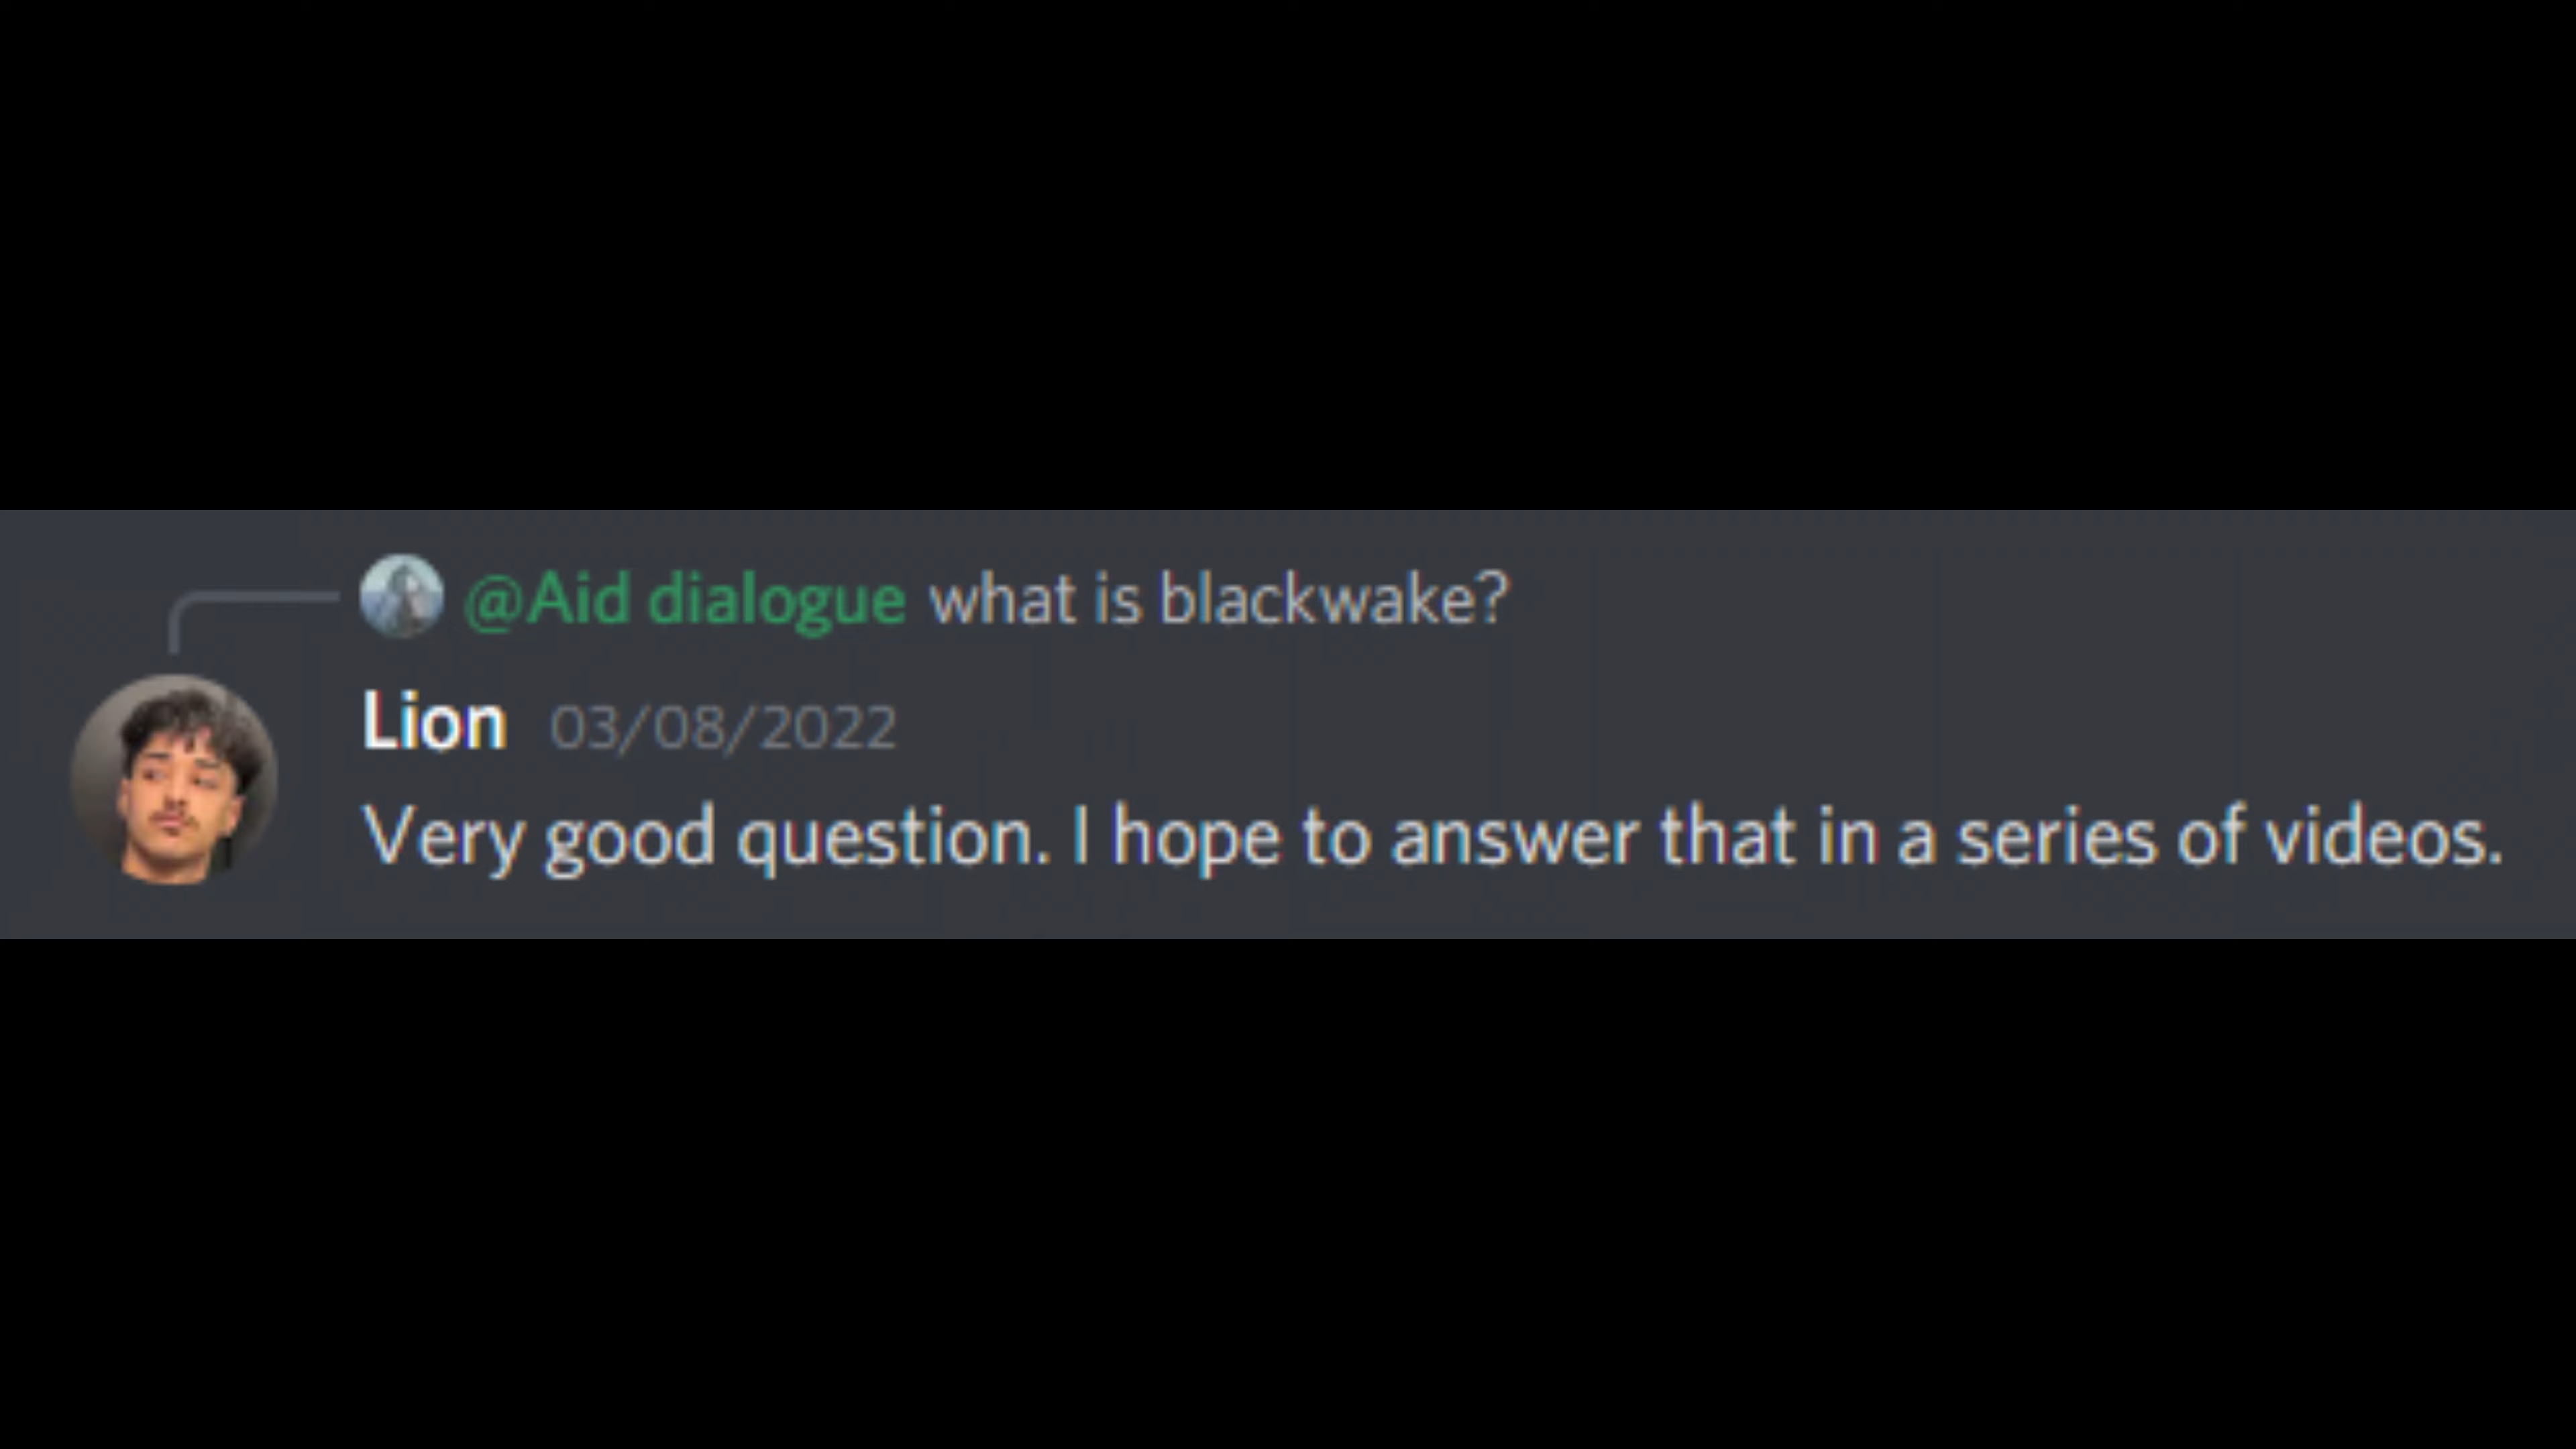 @Aid dialogue what is blackwake?
Lion 03/08/2022
Very good question. I hope to answer that in a series of videos.